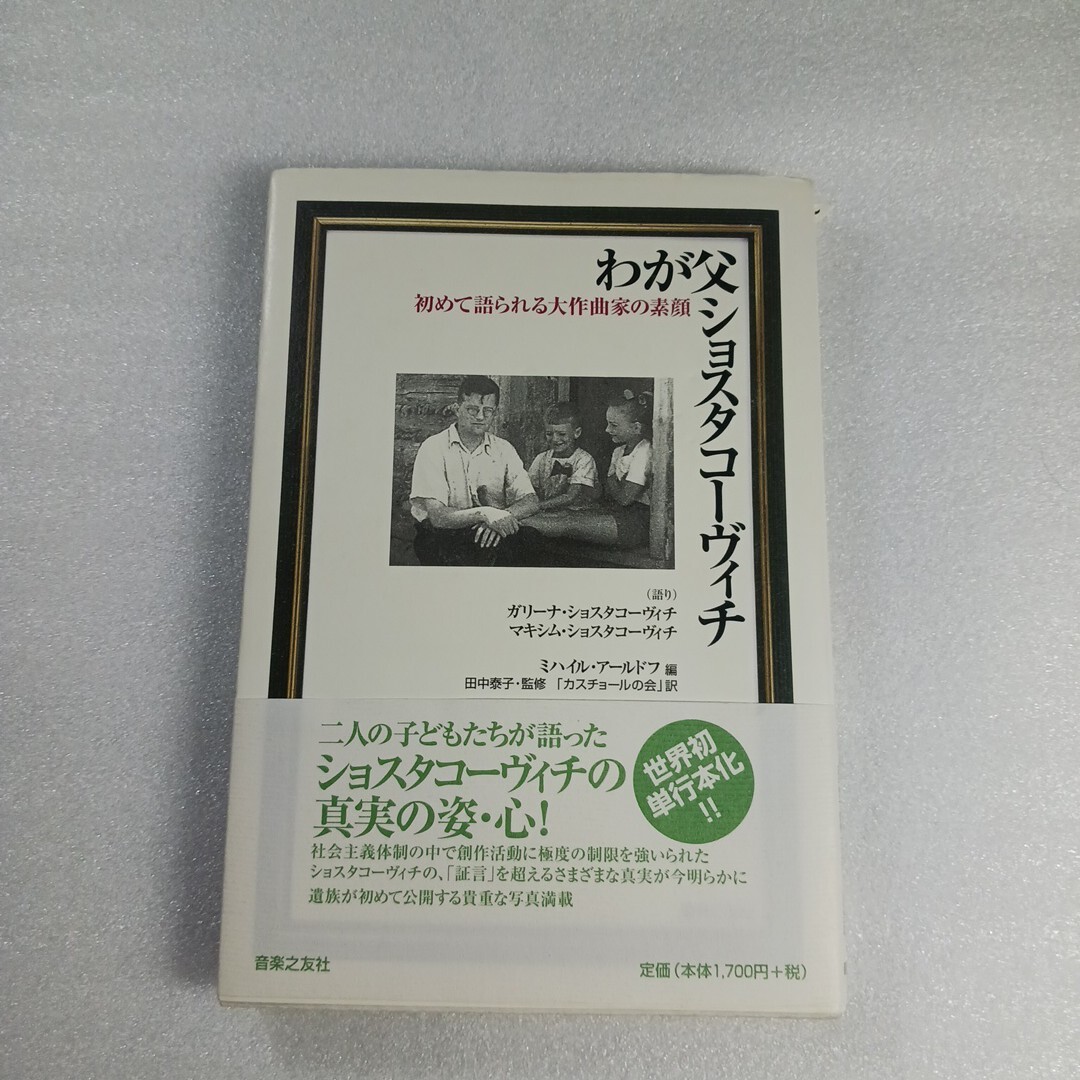 わが父ショスタコーヴィチ
初めて語られる大作曲家の素顔
(語り)
ガリーナ・ショスタコーヴィチ
マキシム・ショスタコーヴィチ
ミハイル・アールドフ 編
田中泰子・監修 「カスチョールの会」訳
二人の子どもたちが語った
ショスタコーヴィチの
真実の姿・心!
世界初
単行本化
!!
社会主義体制の中で創作活動に極度の制限を強いられた
ショスタコーヴィチの、「証言」を超えるさまざまな真実が今明らかに
遺族が初めて公開する貴重な写真満載
音楽之友社
定価(本体1,700円+税)